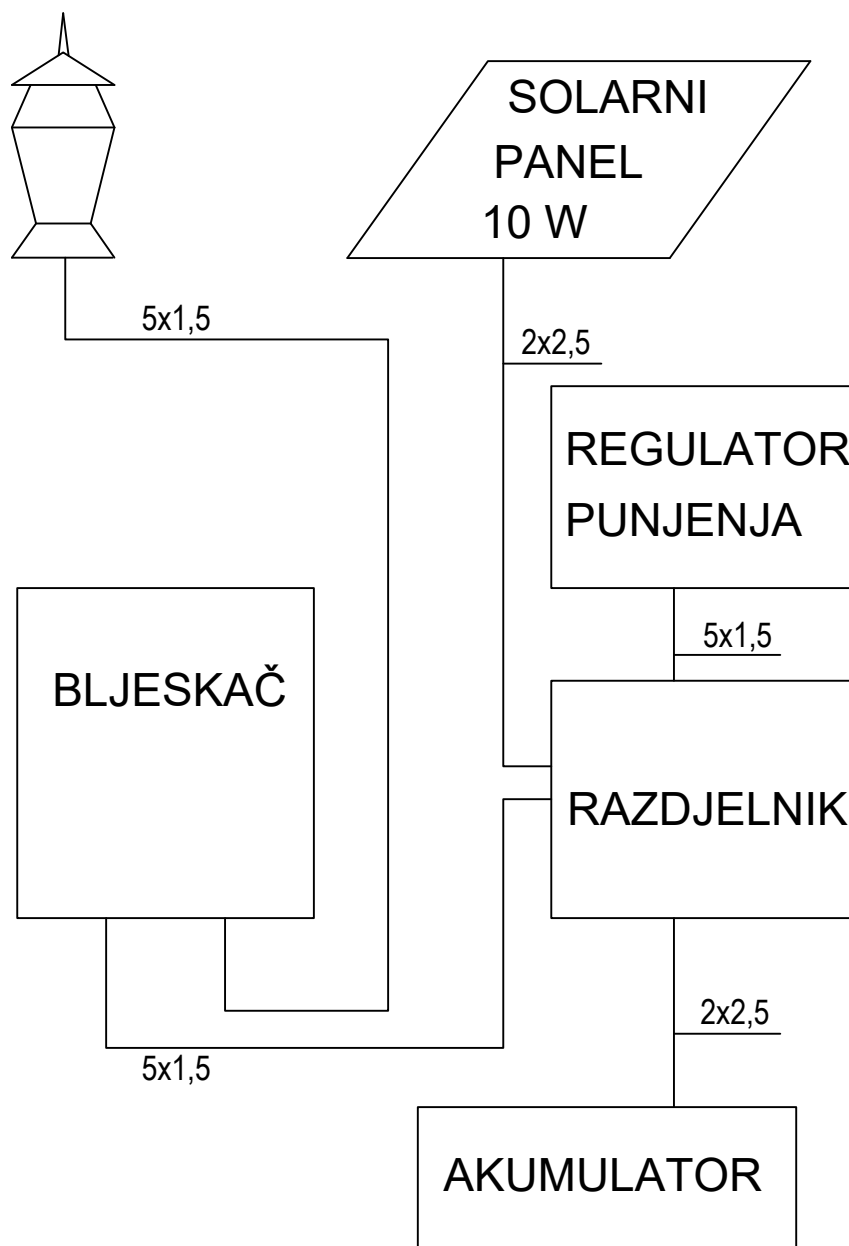 SOLARNI
PANEL
10 W
5x1,5
2x2,5
REGULATOR
PUNJENJA
5x1,5
BLJESKAČ
RAZDJELNIK
2x2,5
5x1,5
AKUMULATOR